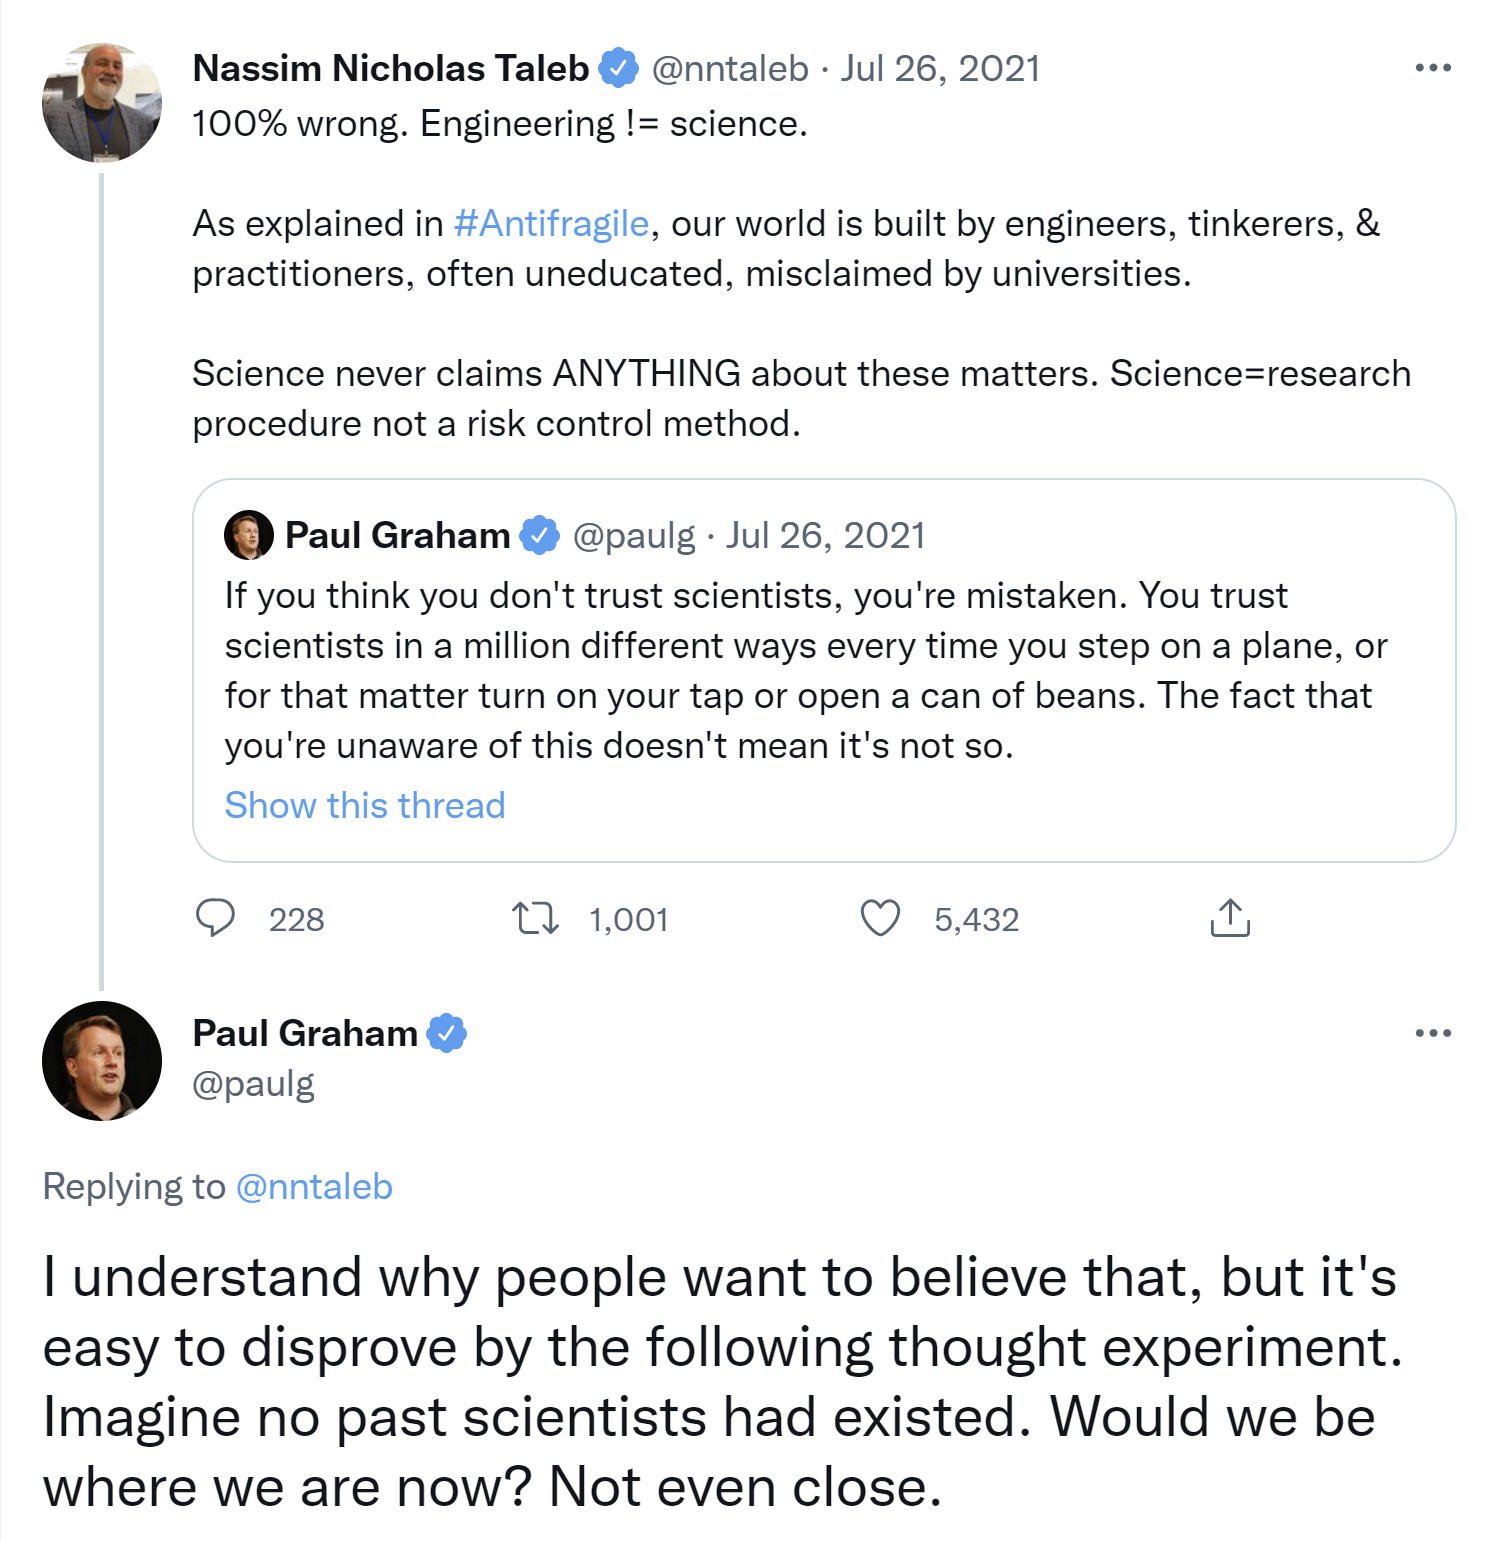 Nassim Nicholas Taleb @nntaleb · Jul 26, 2021
100% wrong. Engineering != science.
As explained in #Antifragile, our world is built by engineers, tinkerers, &
practitioners, often uneducated, misclaimed by universities.
Science never claims ANYTHING about these matters. Science=research
procedure not a risk control method.
Paul Graham @paulg · Jul 26, 2021
If you think you don't trust scientists, you're mistaken. You trust
scientists in a million different ways every time you step on a plane, or
for that matter turn on your tap or open a can of beans. The fact that
you're unaware of this doesn't mean it's not so.
Show this thread
228 1,001 5,432
Paul Graham
@paulg
Replying to @nntaleb
I understand why people want to believe that, but it's
easy to disprove by the following thought experiment.
Imagine no past scientists had existed. Would we be
where we are now? Not even close.